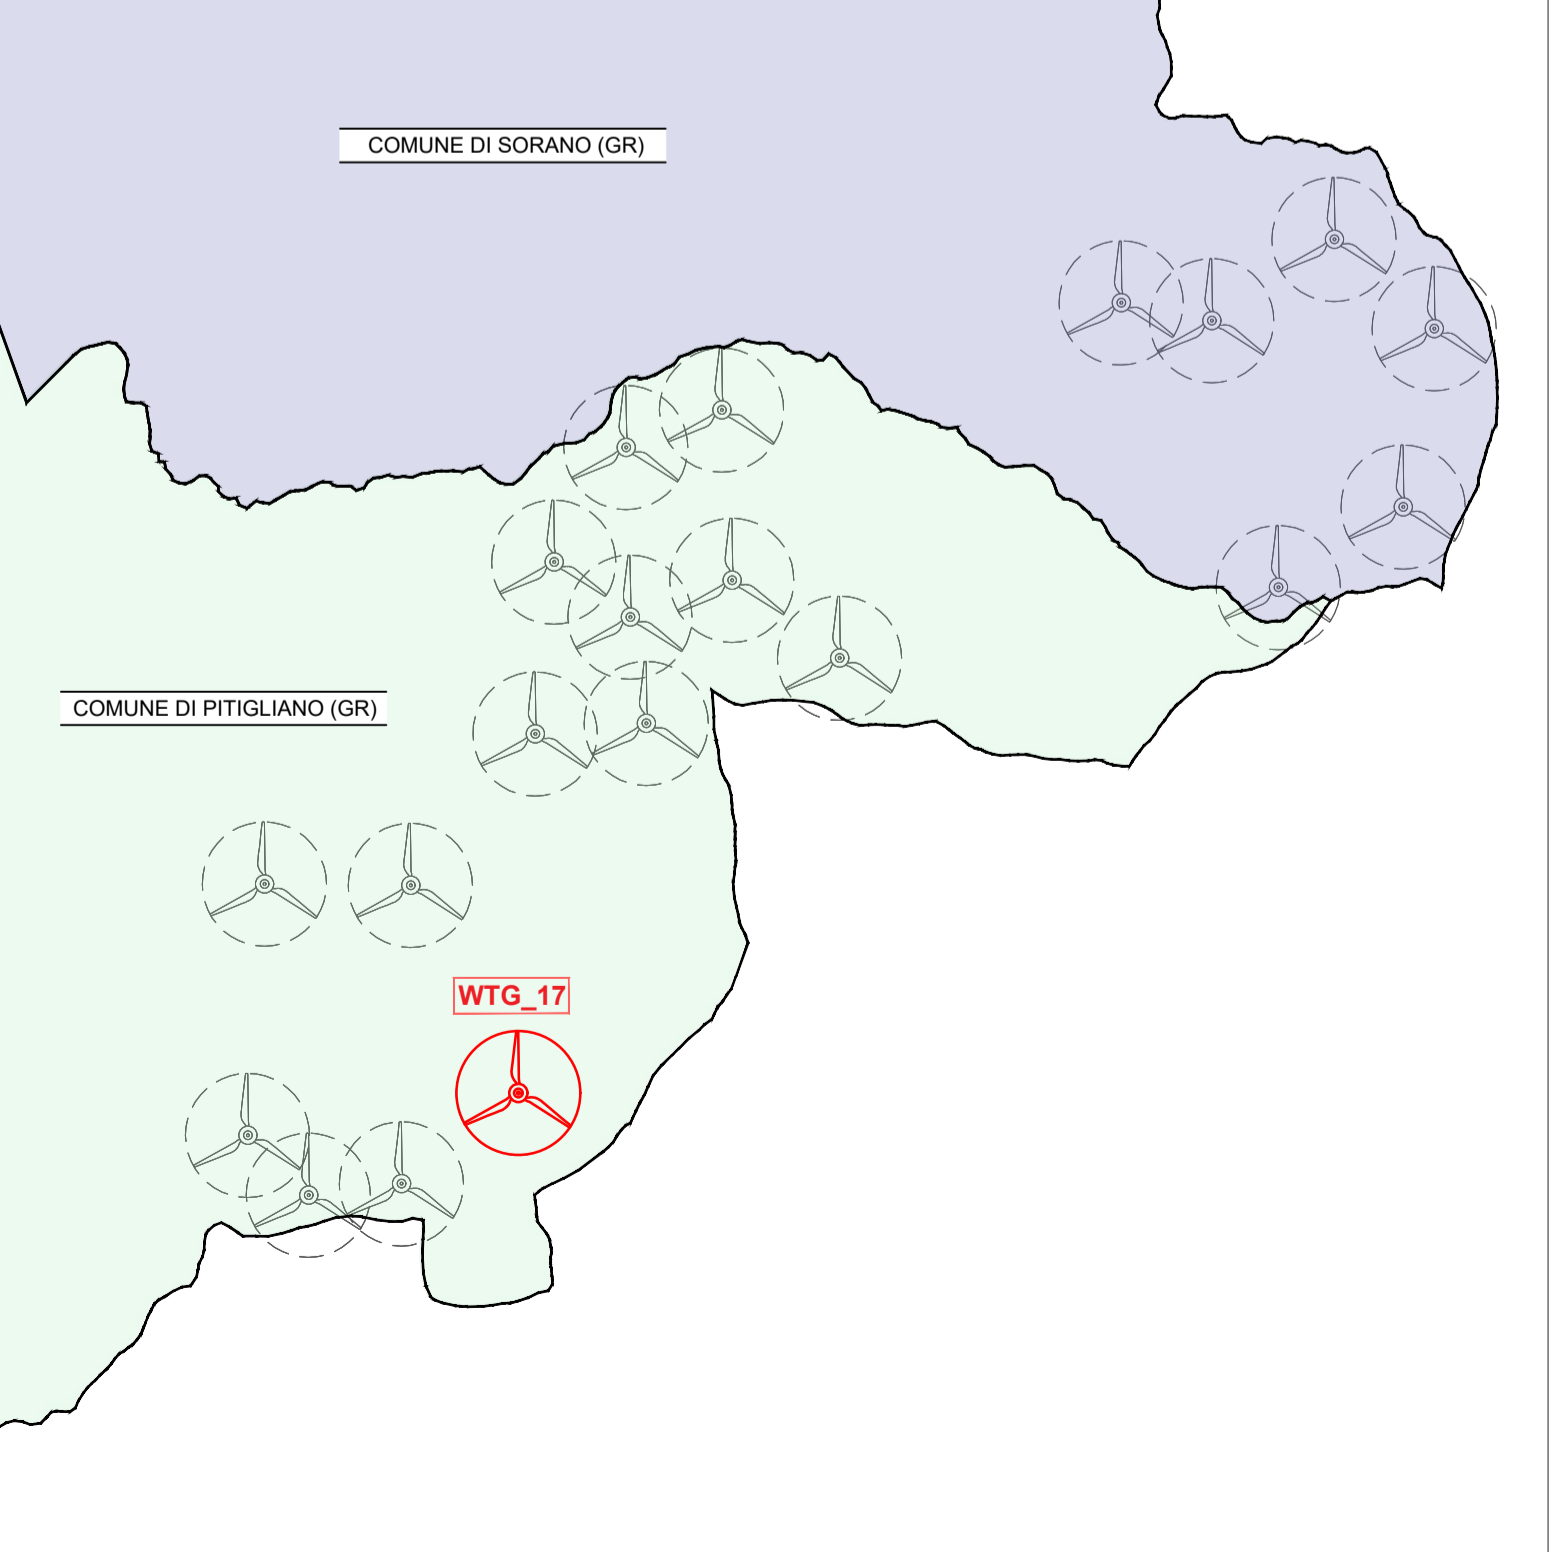 COMUNE DI SORANO (GR)
COMUNE DI PITIGLIANO (GR)
WTG_17